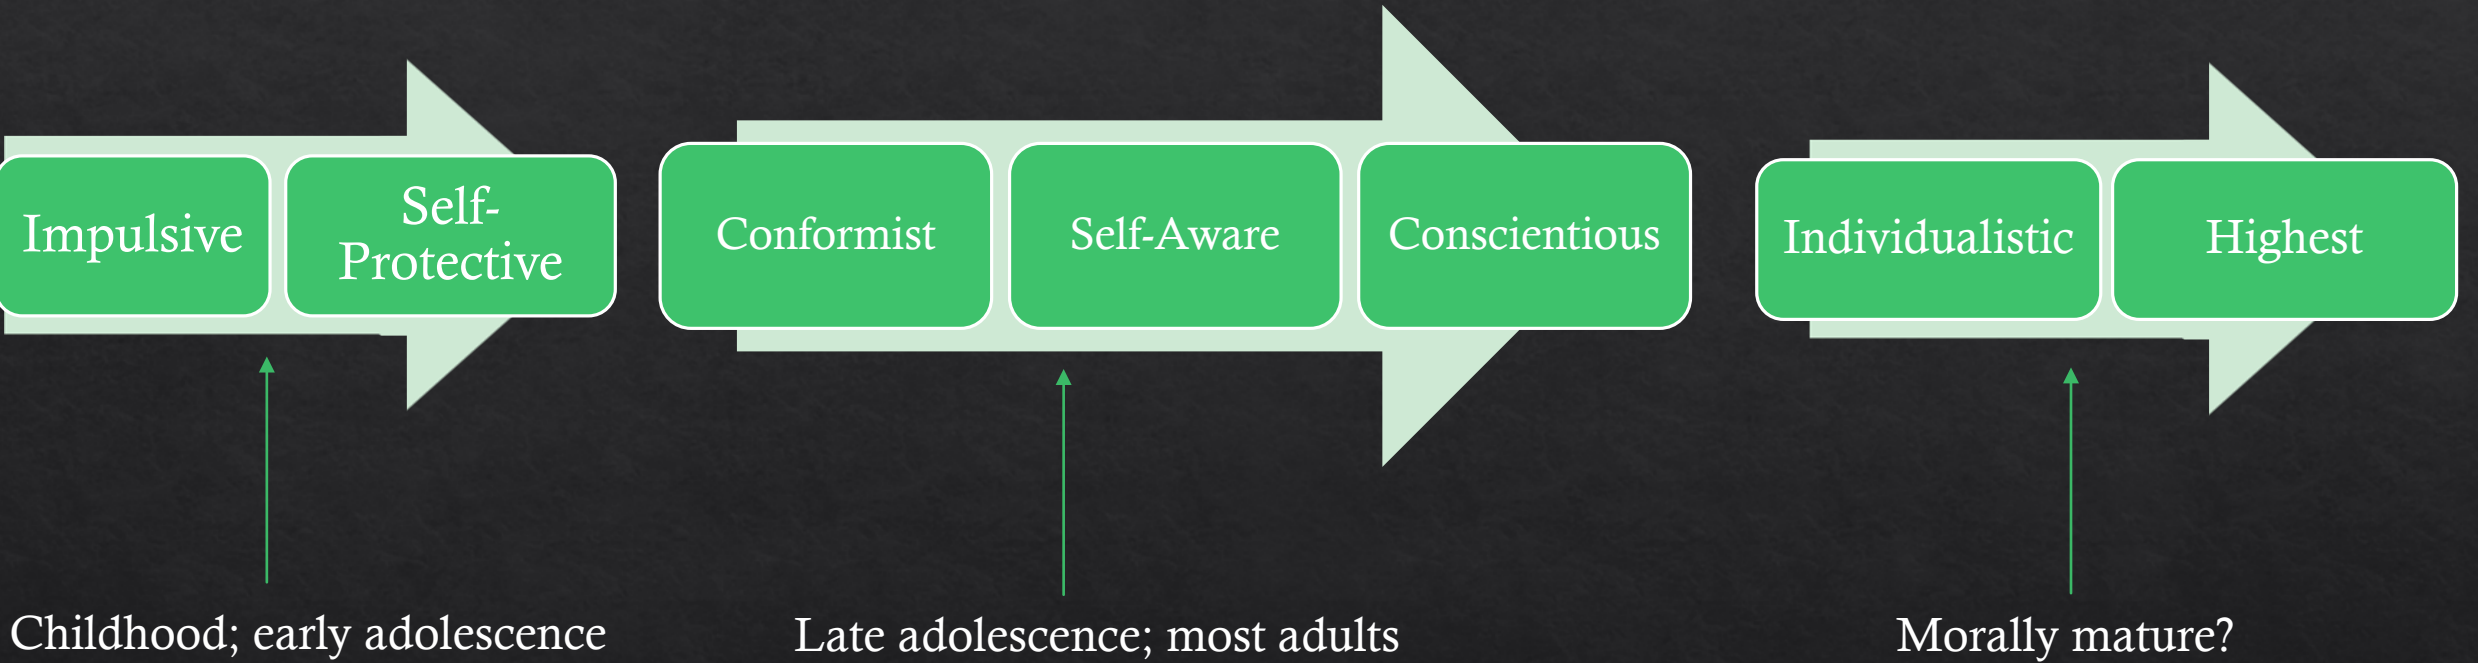 Impulsive
Self-
Protective
Conformist
Self-Aware
Conscientious
Individualistic
Highest
Childhood; early adolescence
Late adolescence; most adults
Morally mature?